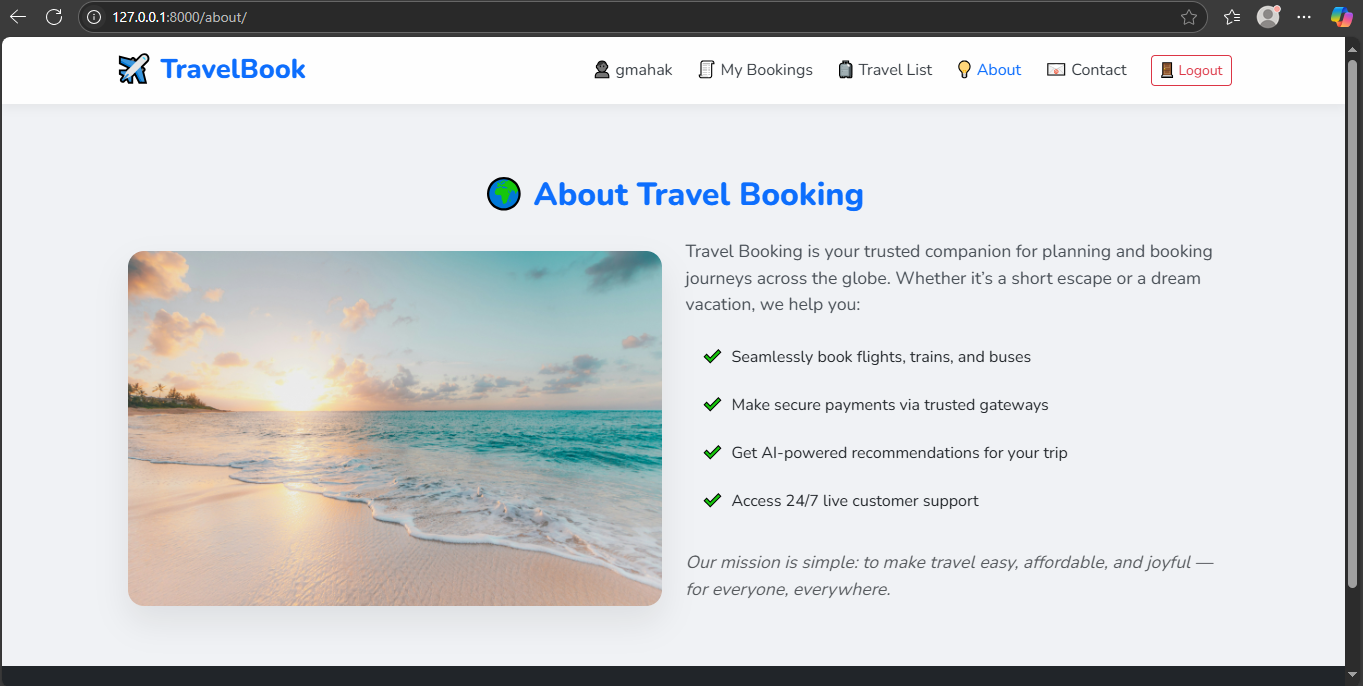 127.0.0.1:8000/about/
TravelBook
gmahak
My Bookings
Travel List
About
Contact
Logout
About Travel Booking
Travel Booking is your trusted companion for planning and booking
journeys across the globe. Whether it’s a short escape or a dream
vacation, we help you:
Seamlessly book flights, trains, and buses
Make secure payments via trusted gateways
Get AI-powered recommendations for your trip
Access 24/7 live customer support
Our mission is simple: to make travel easy, affordable, and joyful —
for everyone, everywhere.